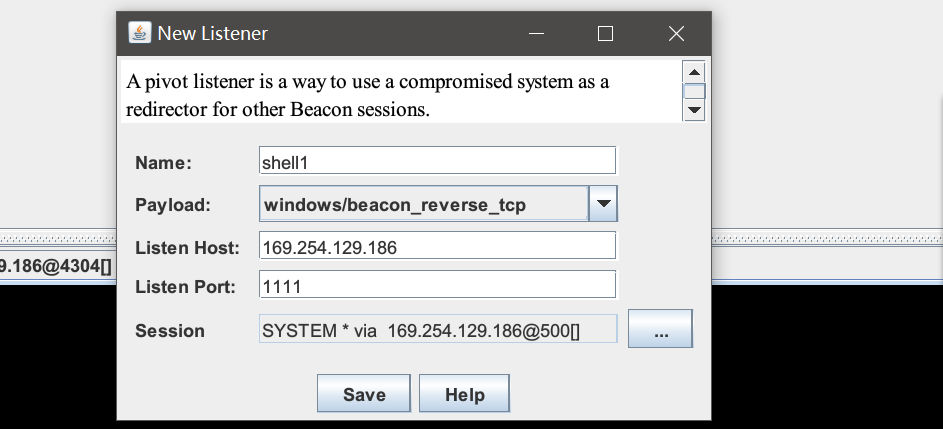 New Listener
A pivot listener is a way to use a compromised system as a
redirector for other Beacon sessions.
Name: shell1
Payload: windows/beacon_reverse_tcp
Listen Host: 169.254.129.186
9.186@4304[]
Listen Port: 1111
Session SYSTEM * via 169.254.129.186@500[] ...
Save Help